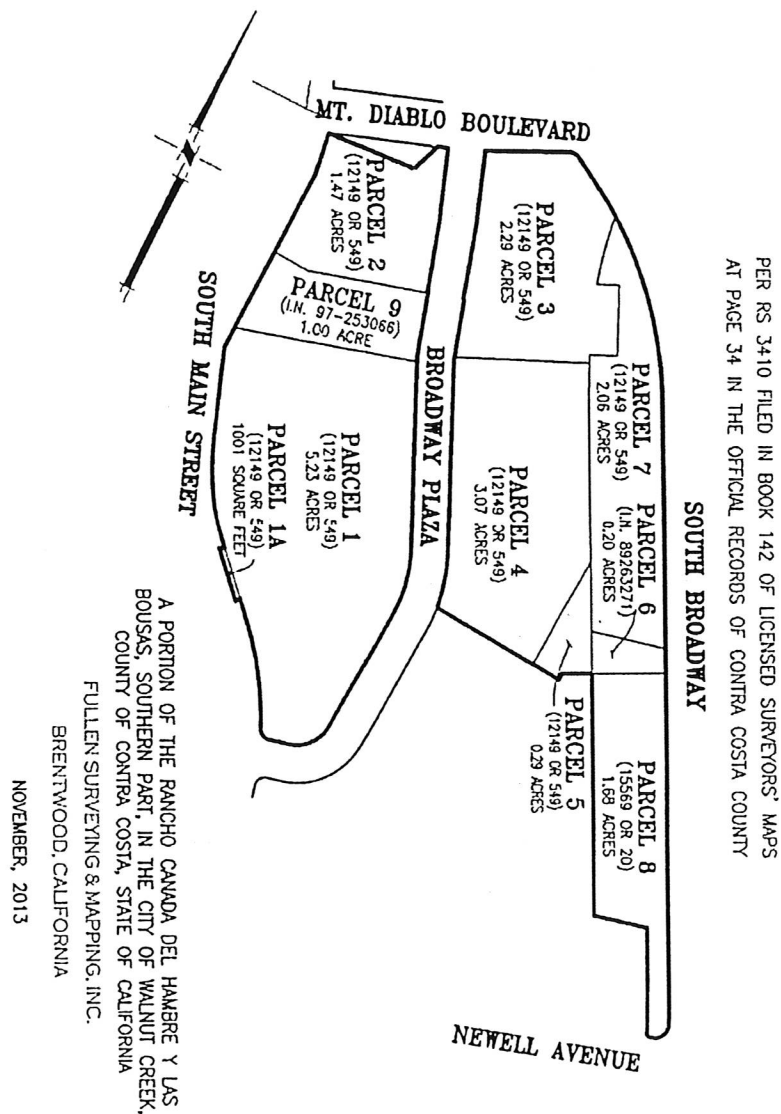 PER RS 3410 FILED IN BOOK 142 OF LICENSED SURVEYORS' MAPS
AT PAGE 34 IN THE OFFICIAL RECORDS OF CONTRA COSTA COUNTY
SOUTH BROADWAY
MT. DIABLO BOULEVARD
PARCEL 3
(12149 OR 549)
2.29 ACRES
PARCEL 7
(12149 OR 549)
2.06 ACRES
PARCEL 6
(I.N. 89263271)
0.20 ACRES
PARCEL 8
(15569 OR 20)
1.68 ACRES
PARCEL 4
(12149 OR 549)
3.07 ACRES
PARCEL 5
(12149 OR 549)
0.29 ACRES
NEWELL AVENUE
BROADWAY PLAZA
PARCEL 2
(12149 OR 549)
1.47 ACRES
PARCEL 9
(I.N. 97-253066)
1.00 ACRE
PARCEL 1
(12149 OR 549)
5.23 ACRES
PARCEL 1A
(12149 OR 549)
1001 SQUARE FEET
SOUTH MAIN STREET
A PORTION OF THE RANCHO CANADA DEL HAMBRE Y LAS
BOUSAS, SOUTHERN PART, IN THE CITY OF WALNUT CREEK,
COUNTY OF CONTRA COSTA, STATE OF CALIFORNIA
FULLEN SURVEYING & MAPPING, INC.
BRENTWOOD, CALIFORNIA
NOVEMBER, 2013